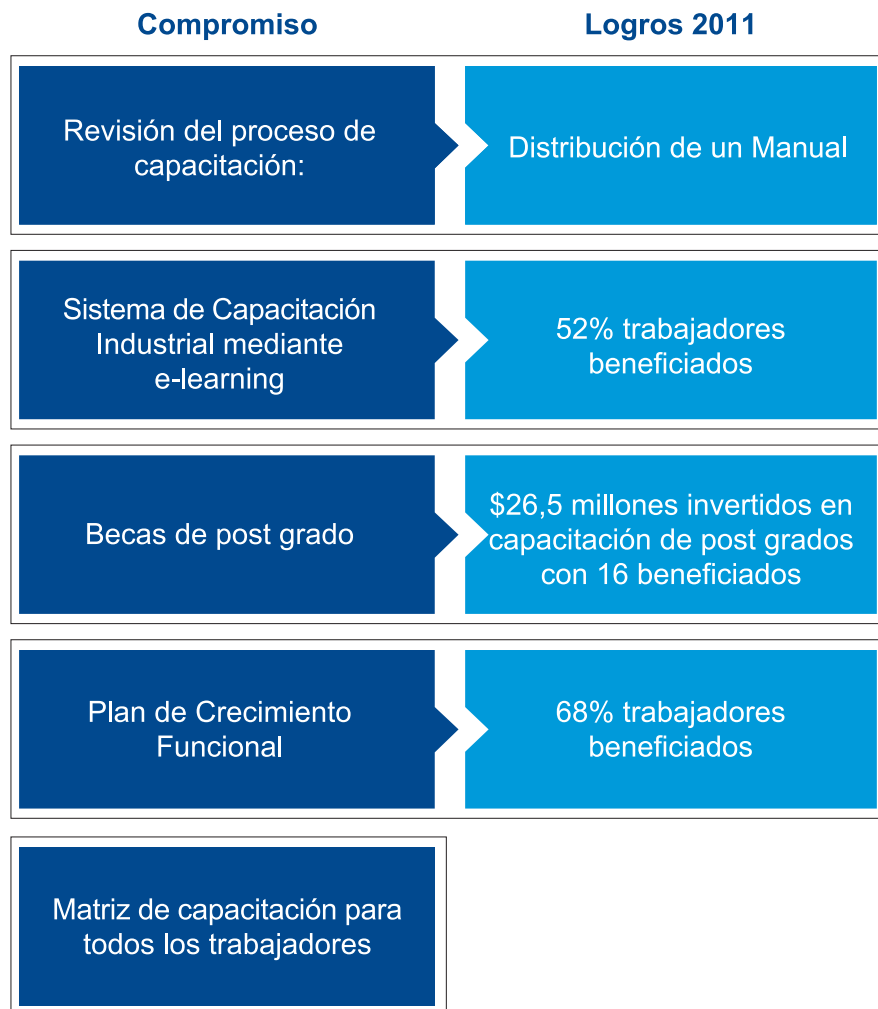 Compromiso
Logros 2011
Revisión del proceso de
capacitación:
Distribución de un Manual
Sistema de Capacitación
Industrial mediante
e-learning
52% trabajadores
beneficiados
Becas de post grado
$26,5 millones invertidos en
capacitación de post grados
con 16 beneficiados
Plan de Crecimiento
Funcional
68% trabajadores
beneficiados
Matriz de capacitación para
todos los trabajadores